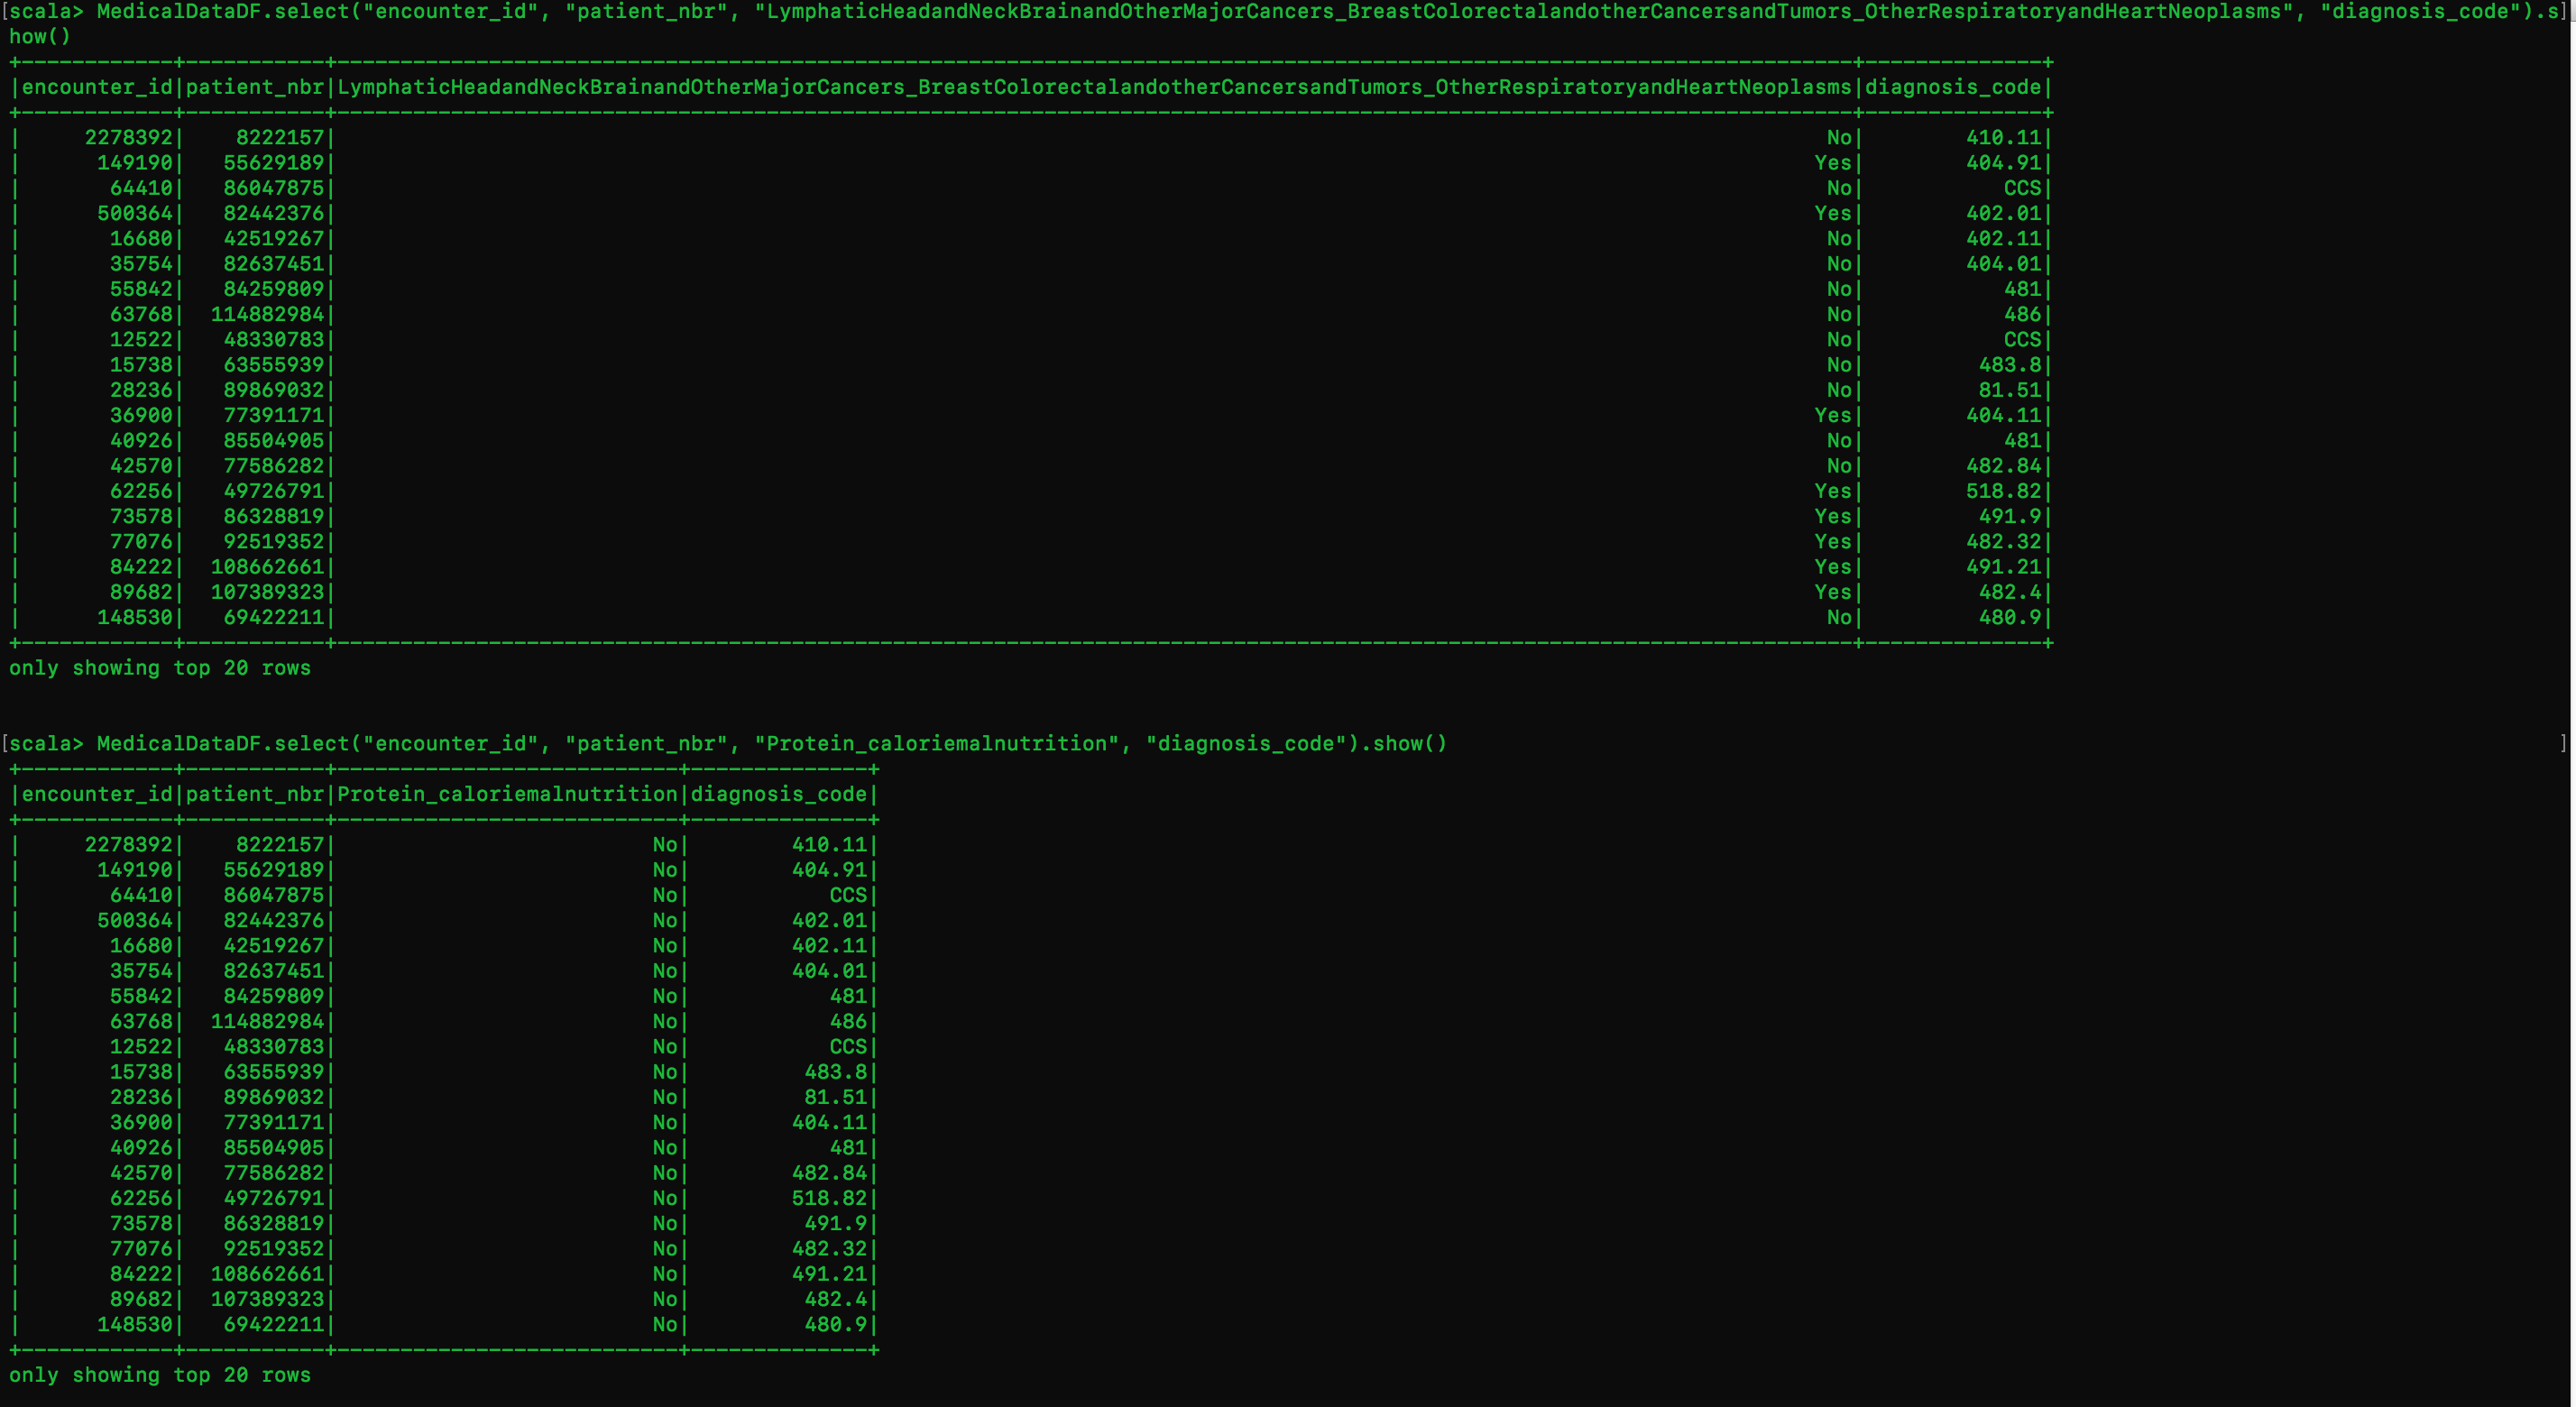 [scala> MedicalDataDF.select("encounter_id", "patient_nbr", "LymphaticHeadandNeckBrainandOtherMajorCancers_BreastColorectalandotherCancersandTumors_OtherRespiratoryandHeartNeoplasms", "diagnosis_code").s]
how()
+------------+-----------+-------------------------------------------------------------------------------------------------------------------------+--------------+
|encounter_id|patient_nbr|LymphaticHeadandNeckBrainandOtherMajorCancers_BreastColorectalandotherCancersandTumors_OtherRespiratoryandHeartNeoplasms|diagnosis_code|
+------------+-----------+-------------------------------------------------------------------------------------------------------------------------+--------------+
| 2278392| 8222157| No| 410.11|
| 149190| 55629189| Yes| 404.91|
| 64410| 86047875| No| CCS|
| 500364| 82442376| Yes| 402.01|
| 16680| 42519267| No| 402.11|
| 35754| 82637451| No| 404.01|
| 55842| 84259809| No| 481|
| 63768| 114882984| No| 486|
| 12522| 48330783| No| CCS|
| 15738| 63555939| No| 483.8|
| 28236| 89869032| No| 81.51|
| 36900| 77391171| Yes| 404.11|
| 40926| 85504905| No| 481|
| 42570| 77586282| No| 482.84|
| 62256| 49726791| Yes| 518.82|
| 73578| 86328819| Yes| 491.9|
| 77076| 92519352| Yes| 482.32|
| 84222| 108662661| Yes| 491.21|
| 89682| 107389323| Yes| 482.4|
| 148530| 69422211| No| 480.9|
+------------+-----------+-------------------------------------------------------------------------------------------------------------------------+--------------+
only showing top 20 rows
[scala> MedicalDataDF.select("encounter_id", "patient_nbr", "Protein_caloriemalnutrition", "diagnosis_code").show() ]
+------------+-----------+---------------------------+--------------+
|encounter_id|patient_nbr|Protein_caloriemalnutrition|diagnosis_code|
+------------+-----------+---------------------------+--------------+
| 2278392| 8222157| No| 410.11|
| 149190| 55629189| No| 404.91|
| 64410| 86047875| No| CCS|
| 500364| 82442376| No| 402.01|
| 16680| 42519267| No| 402.11|
| 35754| 82637451| No| 404.01|
| 55842| 84259809| No| 481|
| 63768| 114882984| No| 486|
| 12522| 48330783| No| CCS|
| 15738| 63555939| No| 483.8|
| 28236| 89869032| No| 81.51|
| 36900| 77391171| No| 404.11|
| 40926| 85504905| No| 481|
| 42570| 77586282| No| 482.84|
| 62256| 49726791| No| 518.82|
| 73578| 86328819| No| 491.9|
| 77076| 92519352| No| 482.32|
| 84222| 108662661| No| 491.21|
| 89682| 107389323| No| 482.4|
| 148530| 69422211| No| 480.9|
+------------+-----------+---------------------------+--------------+
only showing top 20 rows